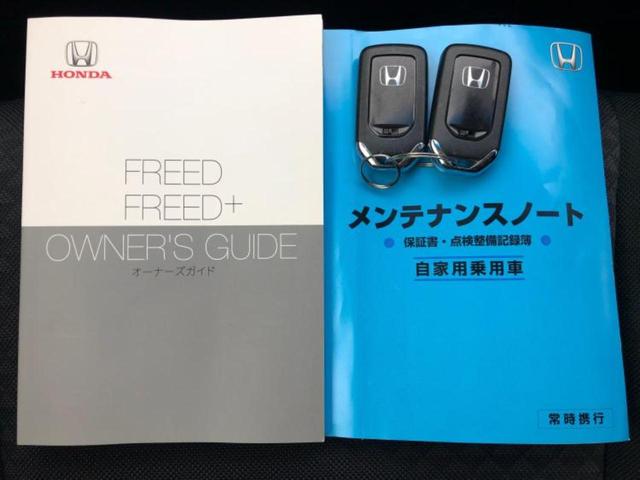 HONDA
FREED
FREED+
OWNER'S GUIDE
オーナーズガイド
メンテナンスノート
保証書・点検整備記録簿
自家用乗用車
常時携行